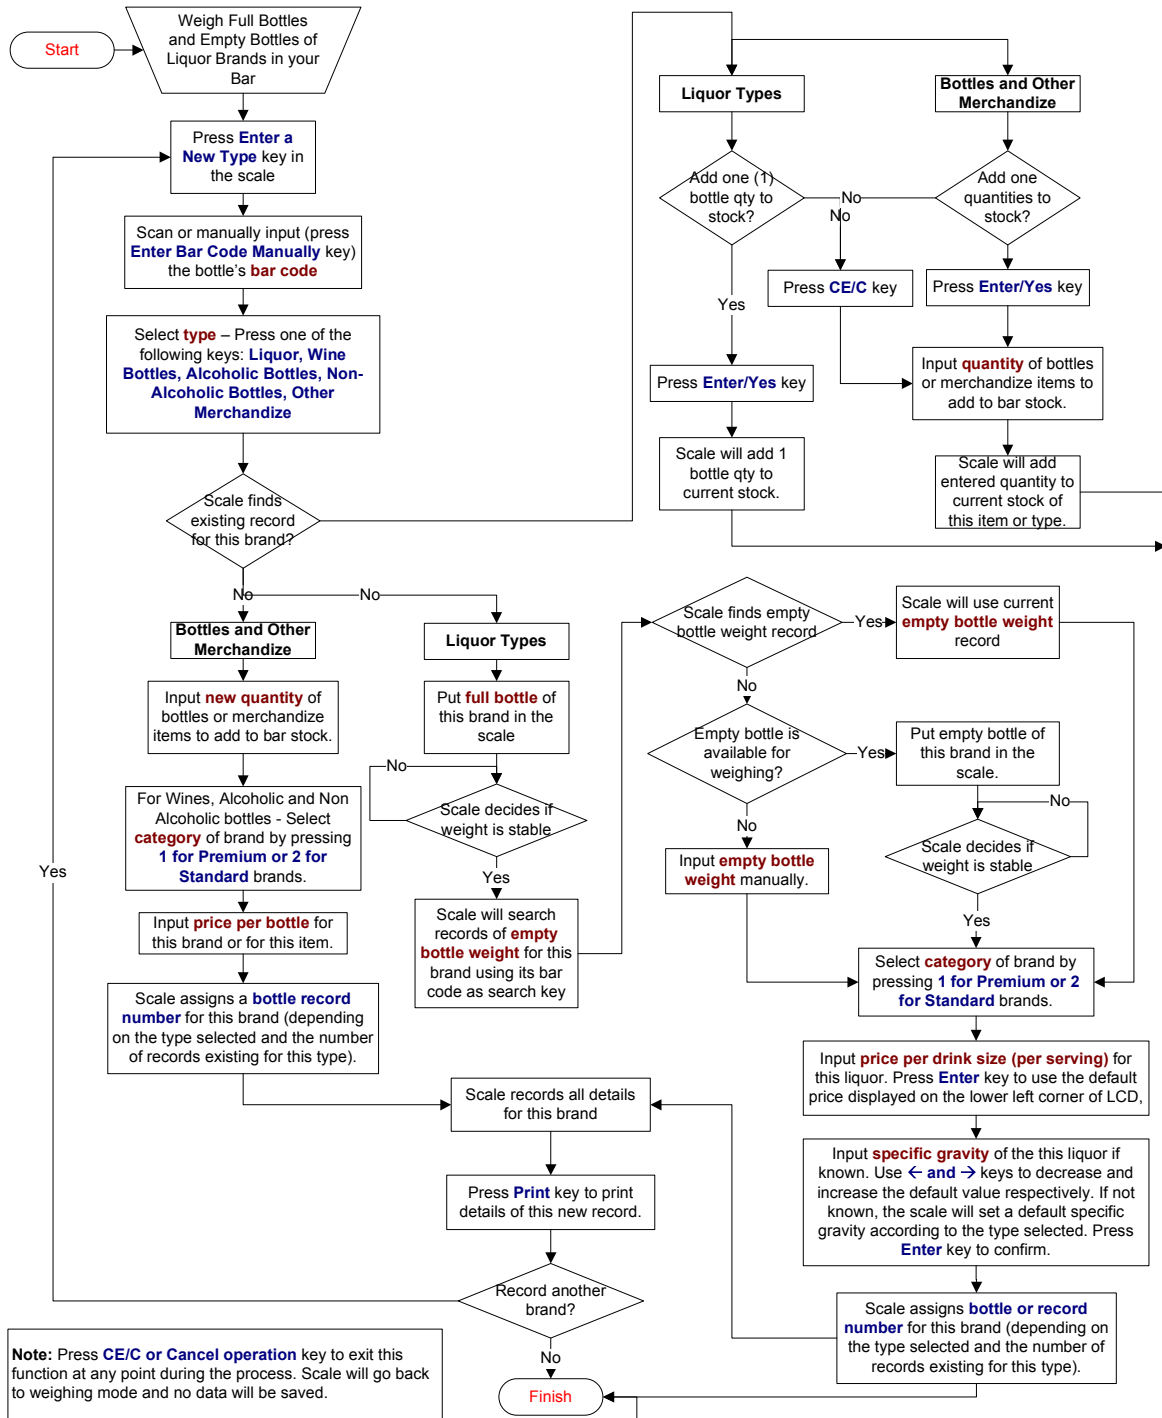 Start
Weigh Full Bottles
and Empty Bottles of
Liquor Brands in your
Bar
Press Enter a
New Type key in
the scale
Scan or manually input (press
Enter Bar Code Manually key)
the bottle's bar code
Select type – Press one of the
following keys: Liquor, Wine
Bottles, Alcoholic Bottles, Non-
Alcoholic Bottles, Other
Merchandize
Scale finds
existing record
for this brand?
Liquor Types
Bottles and Other
Merchandize
Add one (1)
bottle qty to
stock?
No
No
Add one
quantities to
stock?
Yes
Press CE/C key
Press Enter/Yes key
Press Enter/Yes key
Input quantity of bottles
or merchandize items to
add to bar stock.
Scale will add 1
bottle qty to
current stock.
Scale will add
entered quantity to
current stock of
this item or type.
No
No
Bottles and Other
Merchandize
Liquor Types
Input new quantity of
bottles or merchandize
items to add to bar stock.
Put full bottle of
this brand in the
scale
No
Scale decides if
weight is stable
Yes
For Wines, Alcoholic and Non
Alcoholic bottles - Select
category of brand by pressing
1 for Premium or 2 for
Standard brands.
Yes
Input price per bottle for
this brand or for this item.
Scale will search
records of empty
bottle weight for this
brand using its bar
code as search key
Scale assigns a bottle record
number for this brand (depending
on the type selected and the number
of records existing for this type).
Scale finds empty
bottle weight record
Yes
Scale will use current
empty bottle weight
record
No
Empty bottle is
available for
weighing?
Yes
Put empty bottle of
this brand in the
scale.
No
No
Scale decides if
weight is stable
Input empty bottle
weight manually.
Yes
Select category of brand by
pressing 1 for Premium or 2
for Standard brands.
Input price per drink size (per serving) for
this liquor. Press Enter key to use the default
price displayed on the lower left corner of LCD,
Input specific gravity of the this liquor if
known. Use ← and → keys to decrease and
increase the default value respectively. If not
known, the scale will set a default specific
gravity according to the type selected. Press
Enter key to confirm.
Scale assigns bottle or record
number for this brand (depending on
the type selected and the number of
records existing for this type).
Scale records all details
for this brand
Press Print key to print
details of this new record.
Record another
brand?
No
Finish
Note: Press CE/C or Cancel operation key to exit this
function at any point during the process. Scale will go back
to weighing mode and no data will be saved.